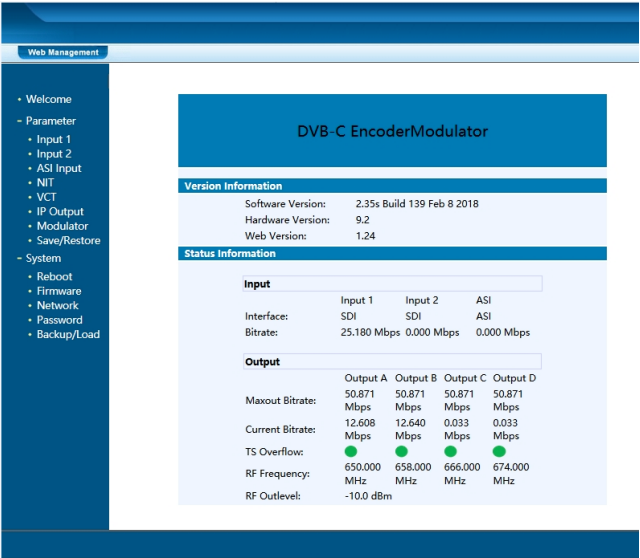 Web Management
• Welcome
– Parameter
• Input 1
• Input 2
• ASI Input
• NIT
• VCT
• IP Output
• Modulator
• Save/Restore
– System
• Reboot
• Firmware
• Network
• Password
• Backup/Load
DVB-C EncoderModulator
Version Information
Software Version: 2.35s Build 139 Feb 8 2018
Hardware Version: 9.2
Web Version: 1.24
Status Information
Input
Input 1 Input 2 ASI
Interface: SDI SDI ASI
Bitrate: 25.180 Mbps 0.000 Mbps 0.000 Mbps
Output
Output A Output B Output C Output D
Maxout Bitrate: 50.871 Mbps 50.871 Mbps 50.871 Mbps 50.871 Mbps
Current Bitrate: 12.608 Mbps 12.640 Mbps 0.033 Mbps 0.033 Mbps
TS Overflow:
RF Frequency: 650.000 MHz 658.000 MHz 666.000 MHz 674.000 MHz
RF Outlevel: -10.0 dBm